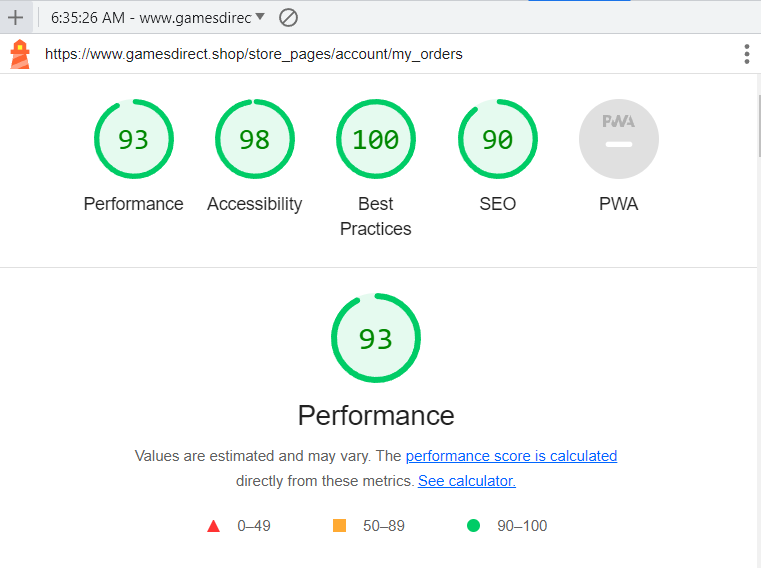 6:35:26 AM - www.gamesdirec
https://www.gamesdirect.shop/store_pages/account/my_orders
93 98 100 90 PWA
Performance Accessibility Best Practices SEO PWA
93
Performance
Values are estimated and may vary. The performance score is calculated
directly from these metrics. See calculator.
0–49 50–89 90–100